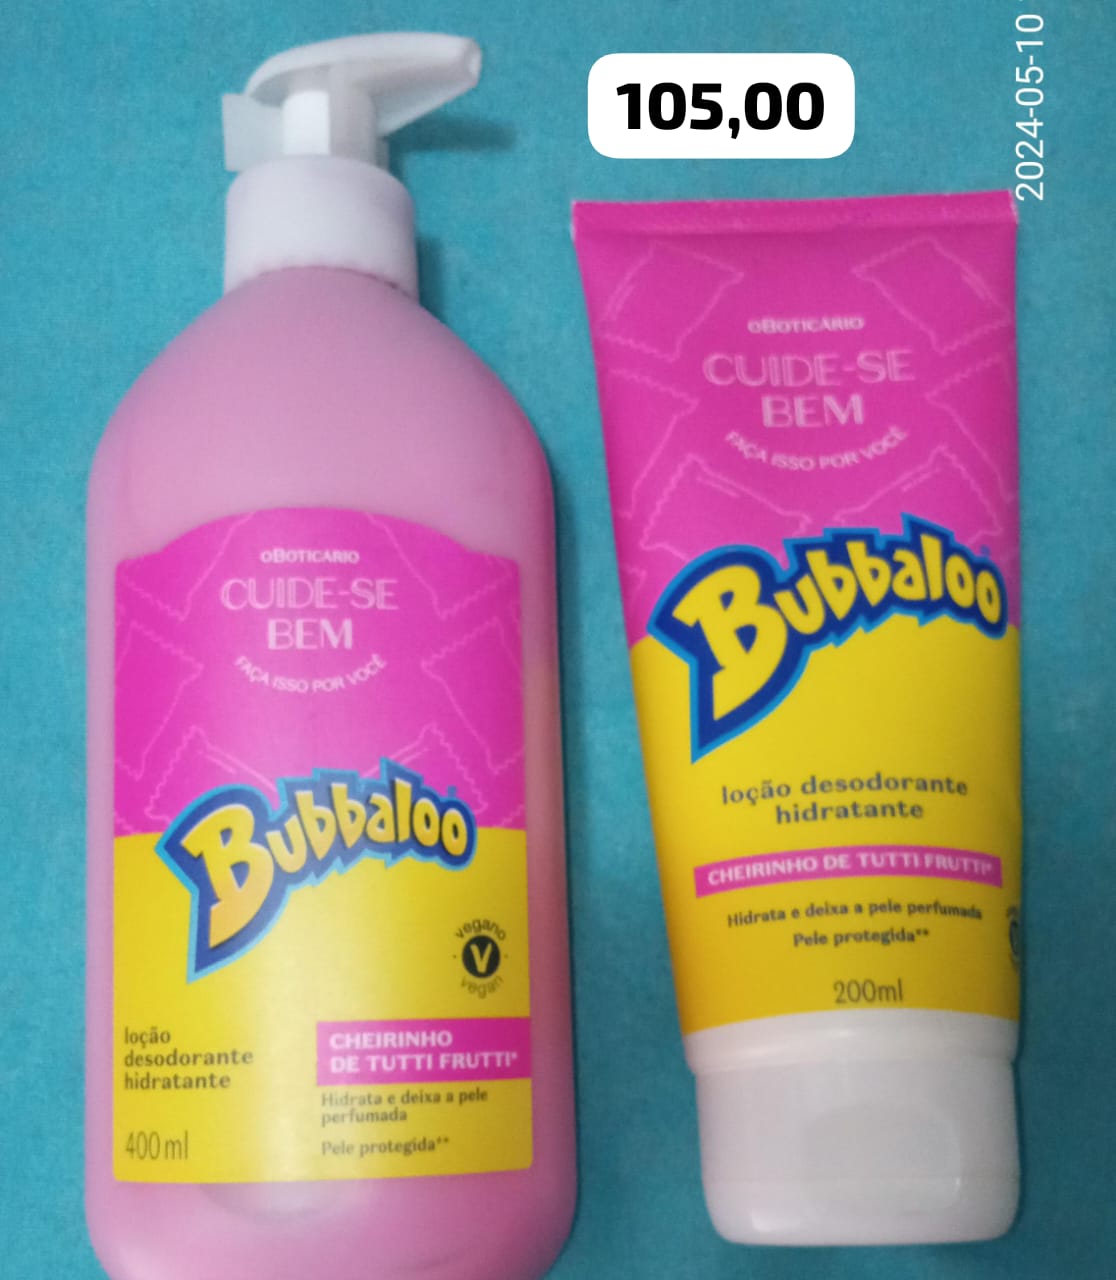 105,00
2024-05-10
oBOTICÁRIO
CUIDE-SE
BEM
FAÇA ISSO POR VOCÊ
Bubbaloo
vegano
V
vegan
loção
desodorante
hidratante
400 ml
CHEIRINHO
DE TUTTI FRUTTI*
Hidrata e deixa a pele
perfumada
Pele protegida**
oBOTICÁRIO
CUIDE-SE
BEM
FAÇA ISSO POR VOCÊ
Bubbaloo
loção desodorante
hidratante
CHEIRINHO DE TUTTI FRUTTI*
Hidrata e deixa a pele perfumada
Pele protegida**
200ml